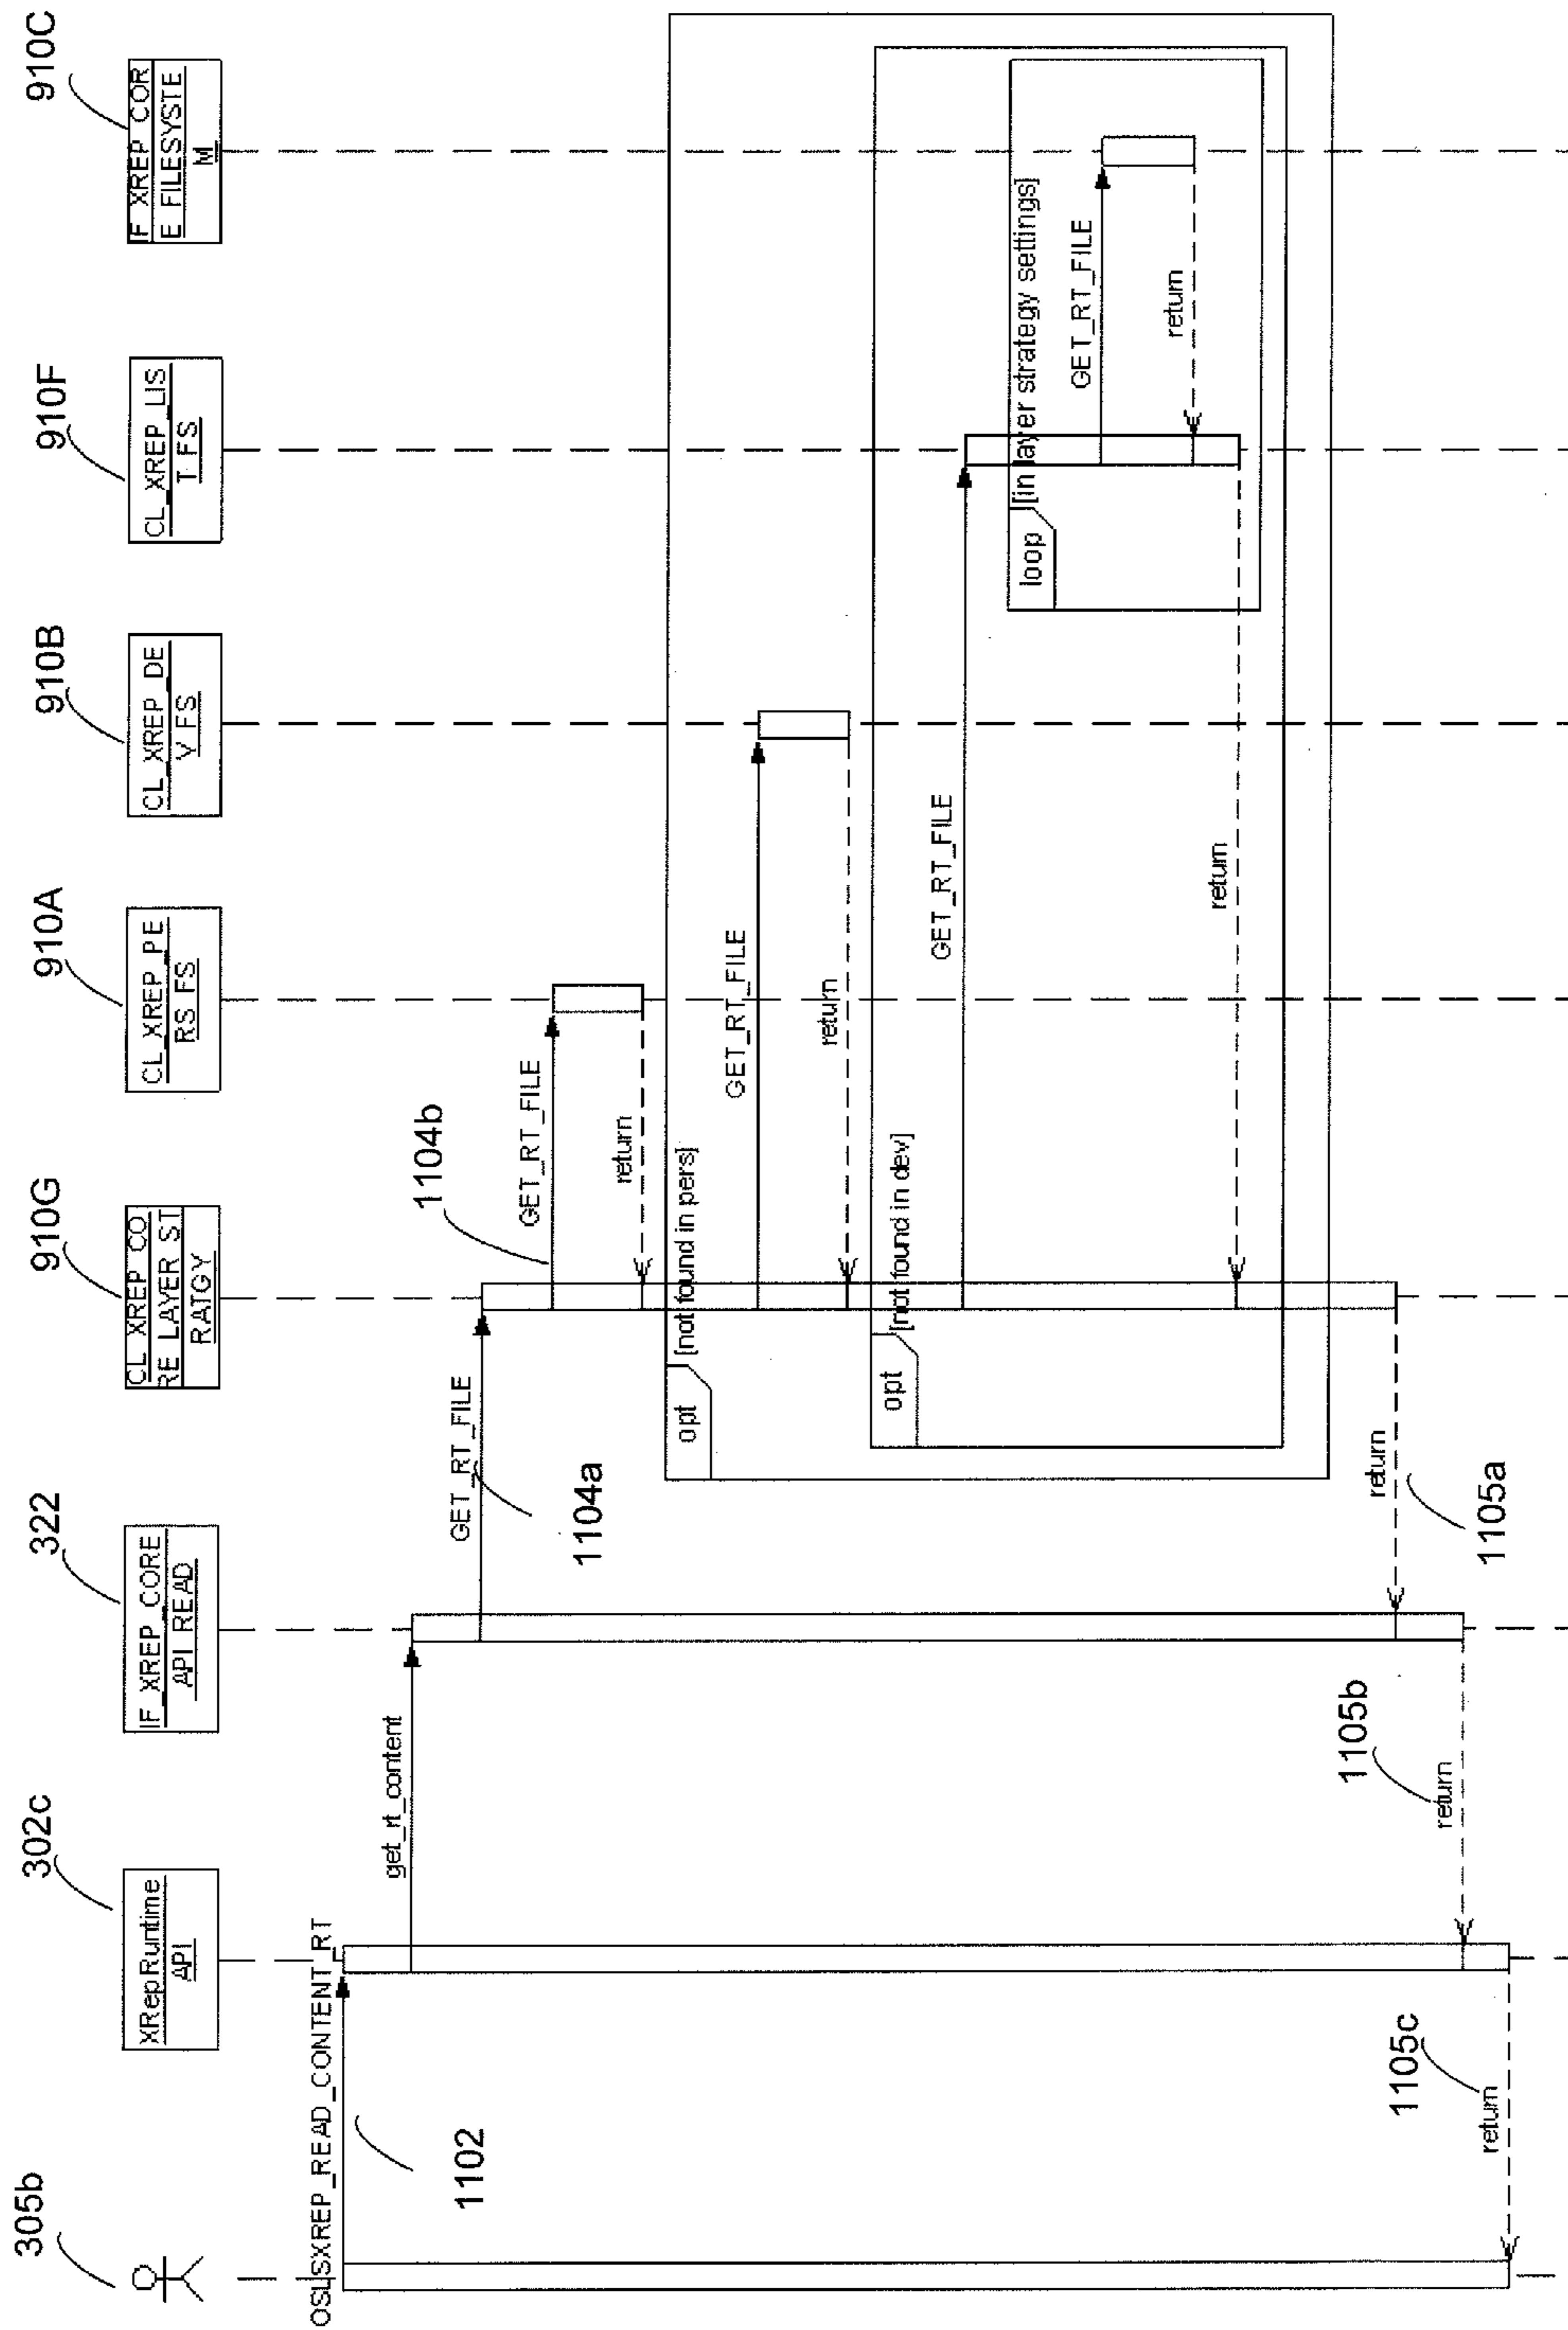 305b
302c
322
910G
910A
910B
910F
910C
XRepRuntime
API
IF_XREP_CORE
_API_READ
CL_XREP_CO
RE_LAYER_ST
RATGY
CL_XREP_PE
RS_FS
CL_XREP_DE
V_FS
CL_XREP_LIS
T_FS
IF_XREP_COR
E_FILESYSTE
M
OSLSXREP_READ_CONTENT_RT
1102
get_rt_content
GET_RT_FILE
1104a
1104b
GET_RT_FILE
return
opt
[not found in pers]
GET_RT_FILE
return
opt
[not found in dev]
GET_RT_FILE
loop
[in layer strategy settings]
GET_RT_FILE
return
return
return
1105a
return
1105b
return
1105c